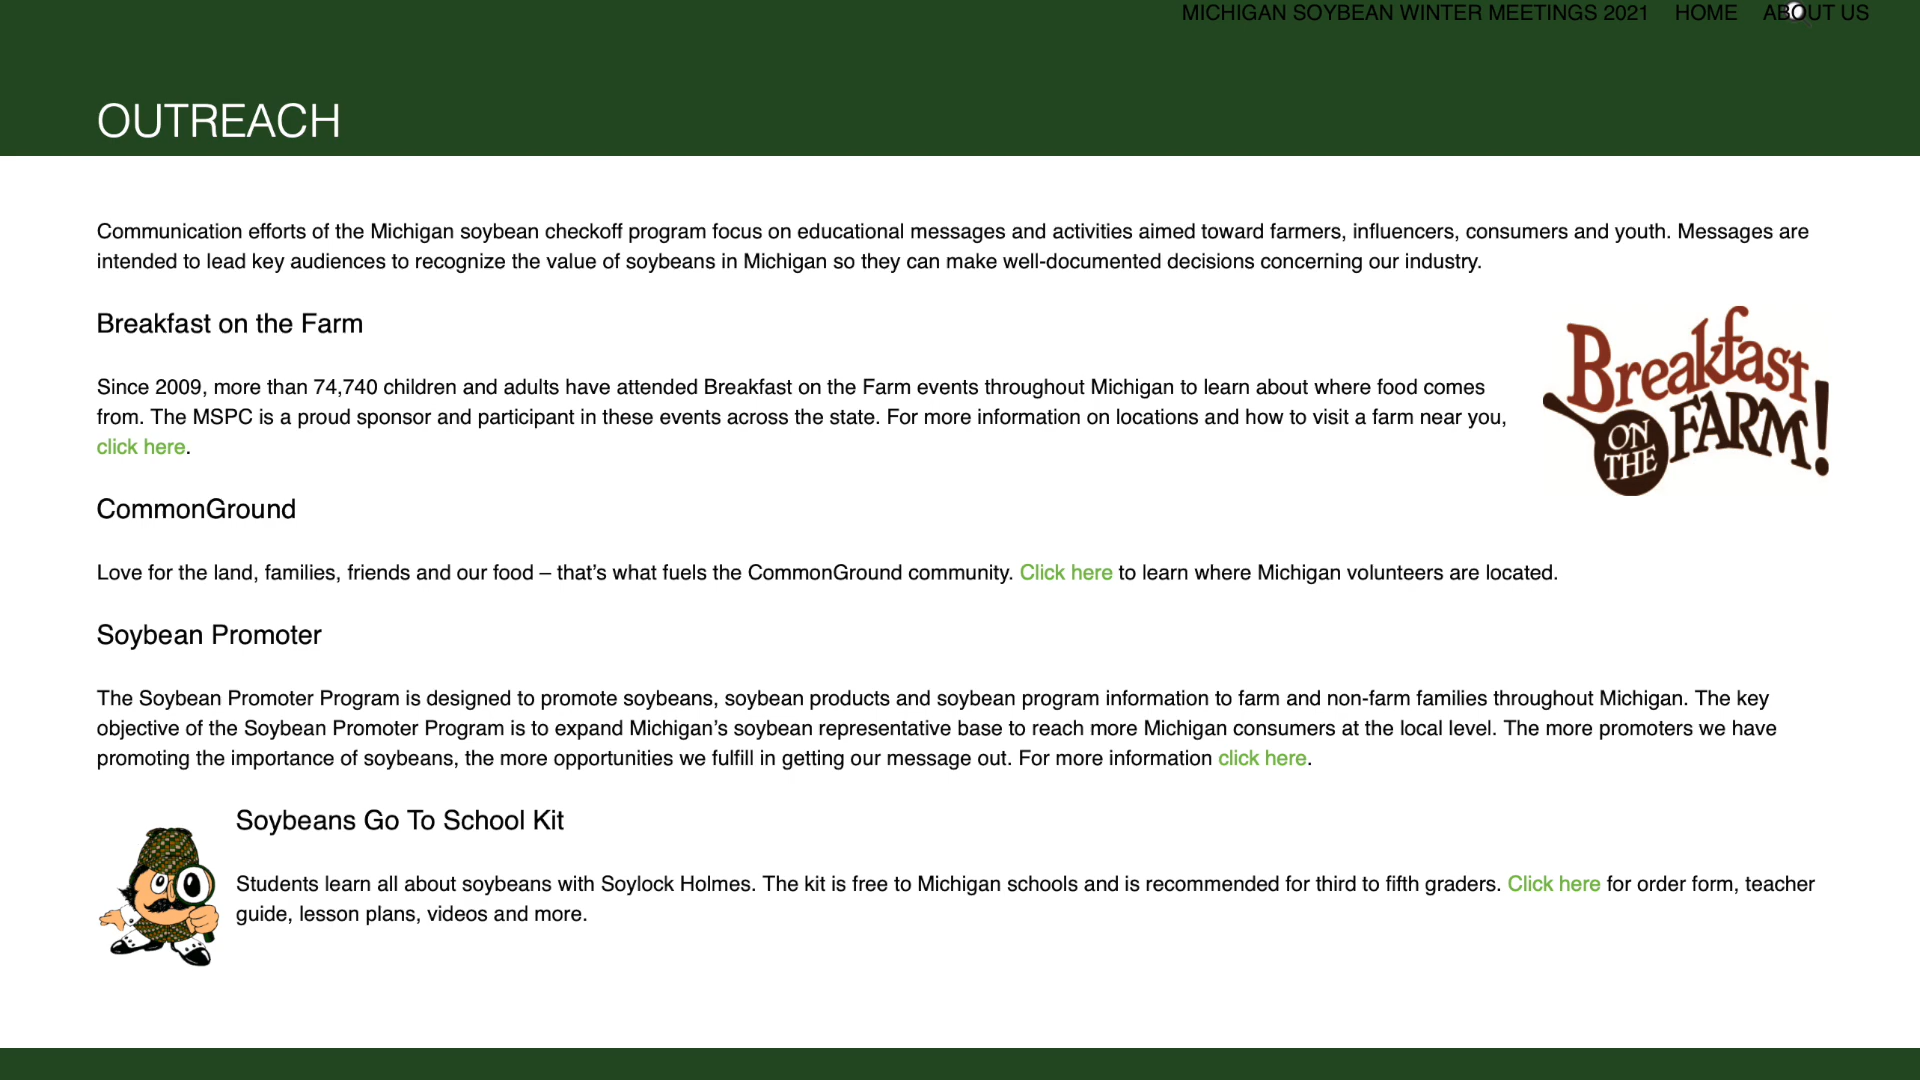 MICHIGAN SOYBEAN WINTER MEETINGS 2021 HOME ABOUT US
OUTREACH
Communication efforts of the Michigan soybean checkoff program focus on educational messages and activities aimed toward farmers, influencers, consumers and youth. Messages are
intended to lead key audiences to recognize the value of soybeans in Michigan so they can make well-documented decisions concerning our industry.
Breakfast on the Farm
Since 2009, more than 74,740 children and adults have attended Breakfast on the Farm events throughout Michigan to learn about where food comes
from. The MSPC is a proud sponsor and participant in these events across the state. For more information on locations and how to visit a farm near you,
click here.
Breakfast
ON
THE
FARM!
CommonGround
Love for the land, families, friends and our food – that’s what fuels the CommonGround community. Click here to learn where Michigan volunteers are located.
Soybean Promoter
The Soybean Promoter Program is designed to promote soybeans, soybean products and soybean program information to farm and non-farm families throughout Michigan. The key
objective of the Soybean Promoter Program is to expand Michigan’s soybean representative base to reach more Michigan consumers at the local level. The more promoters we have
promoting the importance of soybeans, the more opportunities we fulfill in getting our message out. For more information click here.
Soybeans Go To School Kit
Students learn all about soybeans with Soylock Holmes. The kit is free to Michigan schools and is recommended for third to fifth graders. Click here for order form, teacher
guide, lesson plans, videos and more.